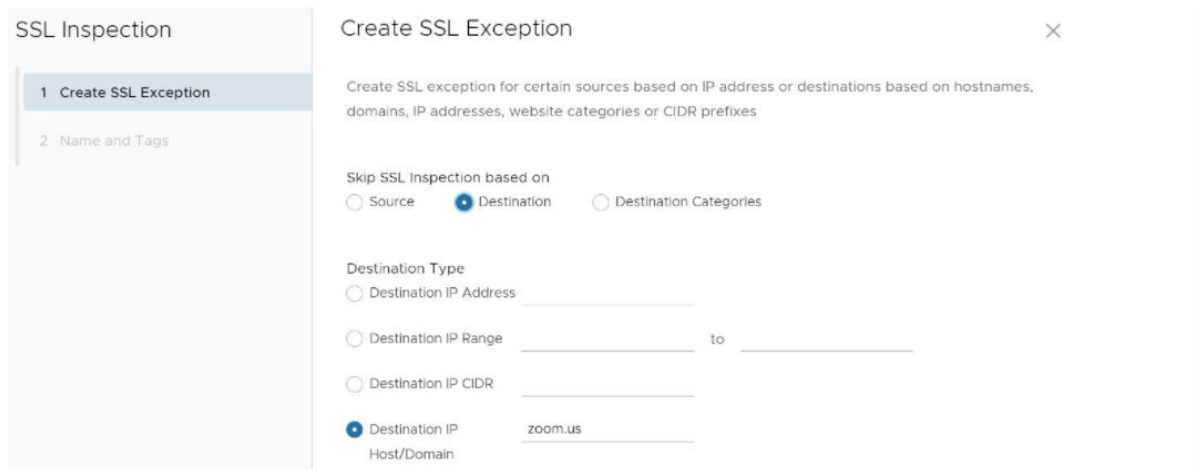 SSL Inspection
1 Create SSL Exception
2 Name and Tags
Create SSL Exception
Create SSL exception for certain sources based on IP address or destinations based on hostnames,
domains, IP addresses, website categories or CIDR prefixes
Skip SSL Inspection based on
Source Destination Destination Categories
Destination Type
Destination IP Address
Destination IP Range to
Destination IP CIDR
Destination IP zoom.us
Host/Domain